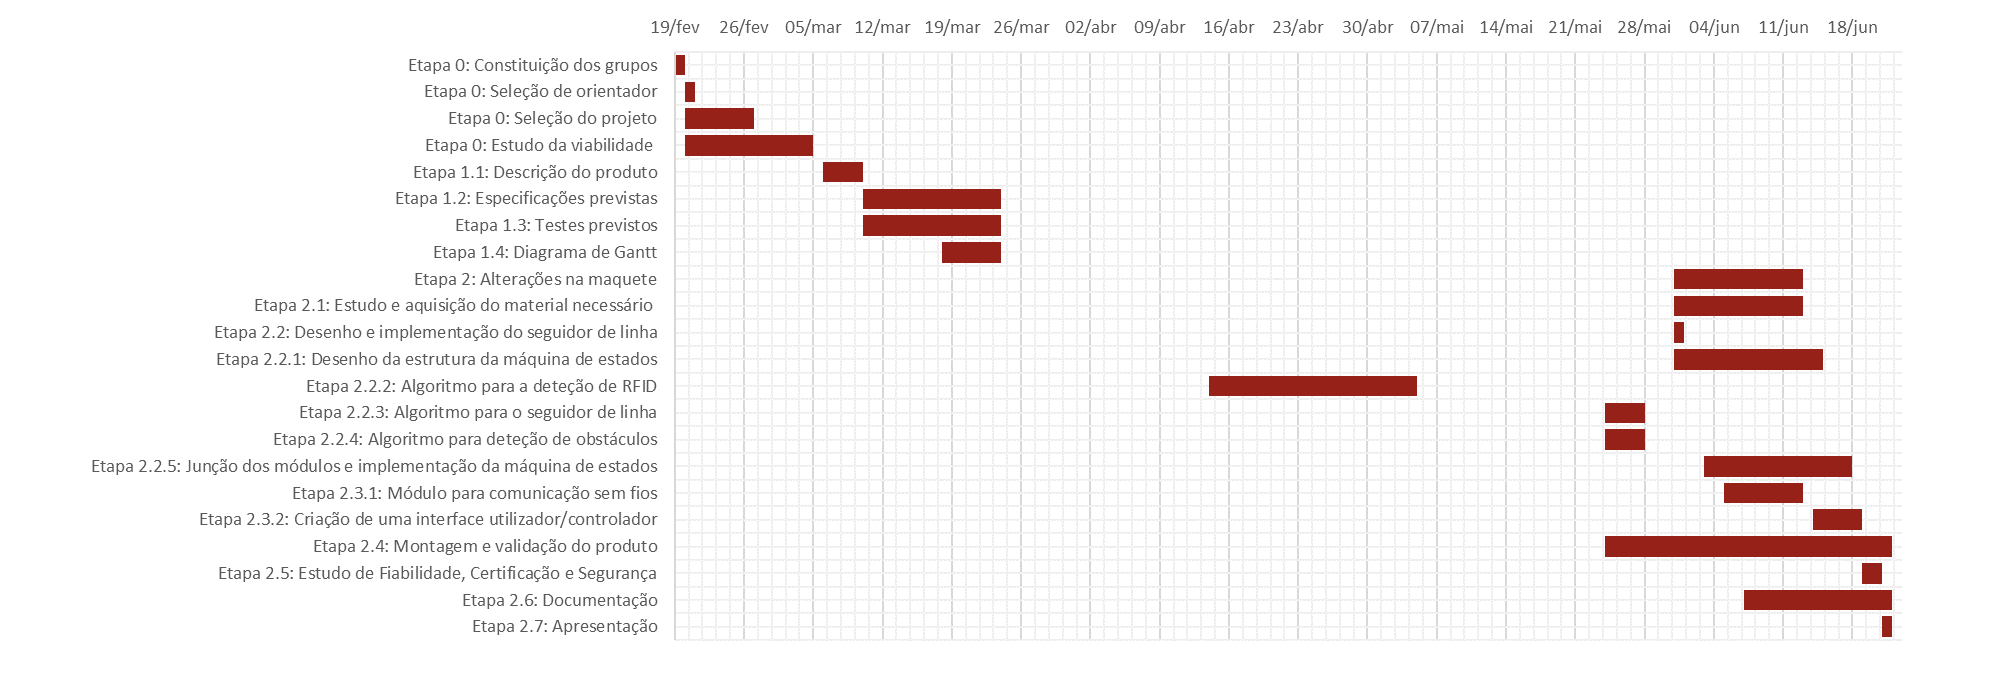 19/fev 26/fev 05/mar 12/mar 19/mar 26/mar 02/abr 09/abr 16/abr 23/abr 30/abr 07/mai 14/mai 21/mai 28/mai 04/jun 11/jun 18/jun
Etapa 0: Constituição dos grupos
Etapa 0: Seleção de orientador
Etapa 0: Seleção do projeto
Etapa 0: Estudo da viabilidade
Etapa 1.1: Descrição do produto
Etapa 1.2: Especificações previstas
Etapa 1.3: Testes previstos
Etapa 1.4: Diagrama de Gantt
Etapa 2: Alterações na maquete
Etapa 2.1: Estudo e aquisição do material necessário
Etapa 2.2: Desenho e implementação do seguidor de linha
Etapa 2.2.1: Desenho da estrutura da máquina de estados
Etapa 2.2.2: Algoritmo para a deteção de RFID
Etapa 2.2.3: Algoritmo para o seguidor de linha
Etapa 2.2.4: Algoritmo para deteção de obstáculos
Etapa 2.2.5: Junção dos módulos e implementação da máquina de estados
Etapa 2.3.1: Módulo para comunicação sem fios
Etapa 2.3.2: Criação de uma interface utilizador/controlador
Etapa 2.4: Montagem e validação do produto
Etapa 2.5: Estudo de Fiabilidade, Certificação e Segurança
Etapa 2.6: Documentação
Etapa 2.7: Apresentação